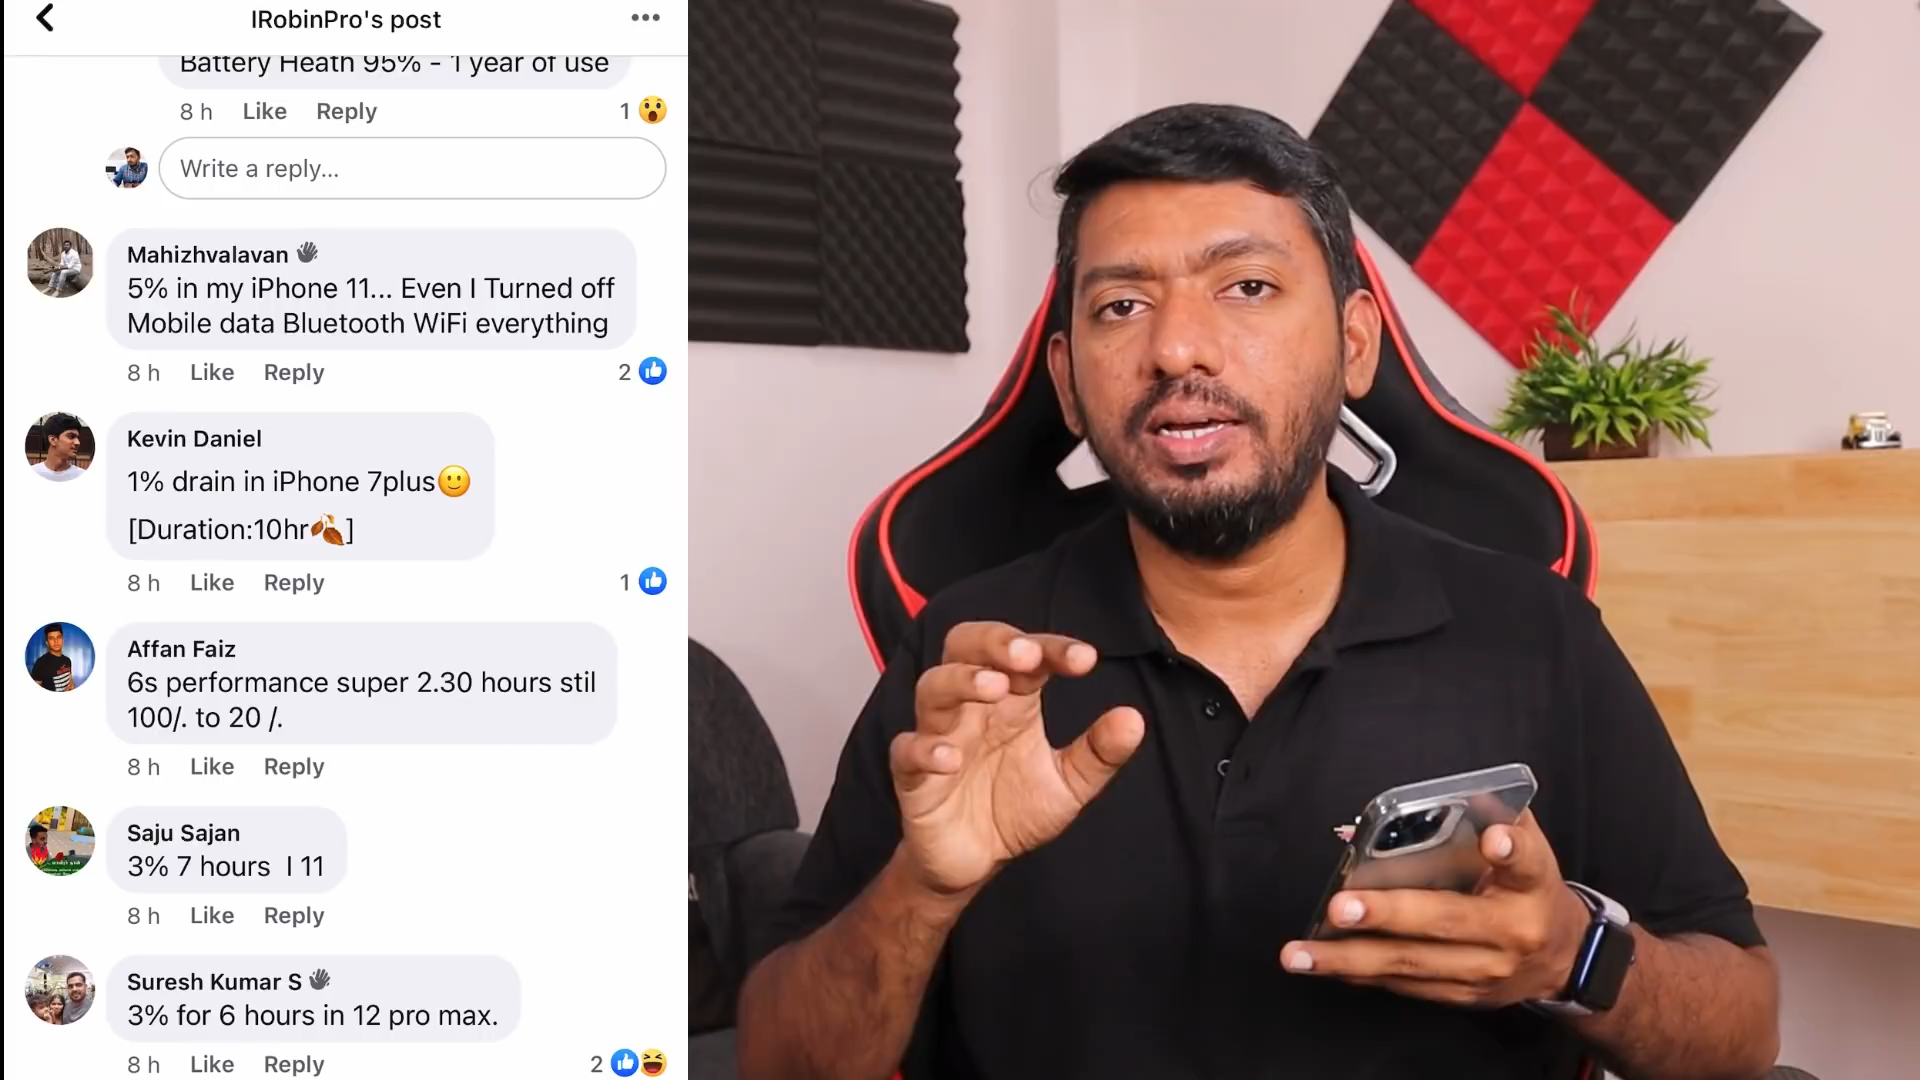 IRobinPro's post
Battery Heath 95% - 1 year of use
8 h Like Reply 1
Write a reply...
Mahizhvalavan
5% in my iPhone 11... Even I Turned off
Mobile data Bluetooth WiFi everything
8 h Like Reply 2
Kevin Daniel
1% drain in iPhone 7plus🙂
[Duration:10hr🍂]
8 h Like Reply 1
Affan Faiz
6s performance super 2.30 hours stil
100/. to 20 /.
8 h Like Reply
Saju Sajan
3% 7 hours I 11
8 h Like Reply
Suresh Kumar S
3% for 6 hours in 12 pro max.
8 h Like Reply 2